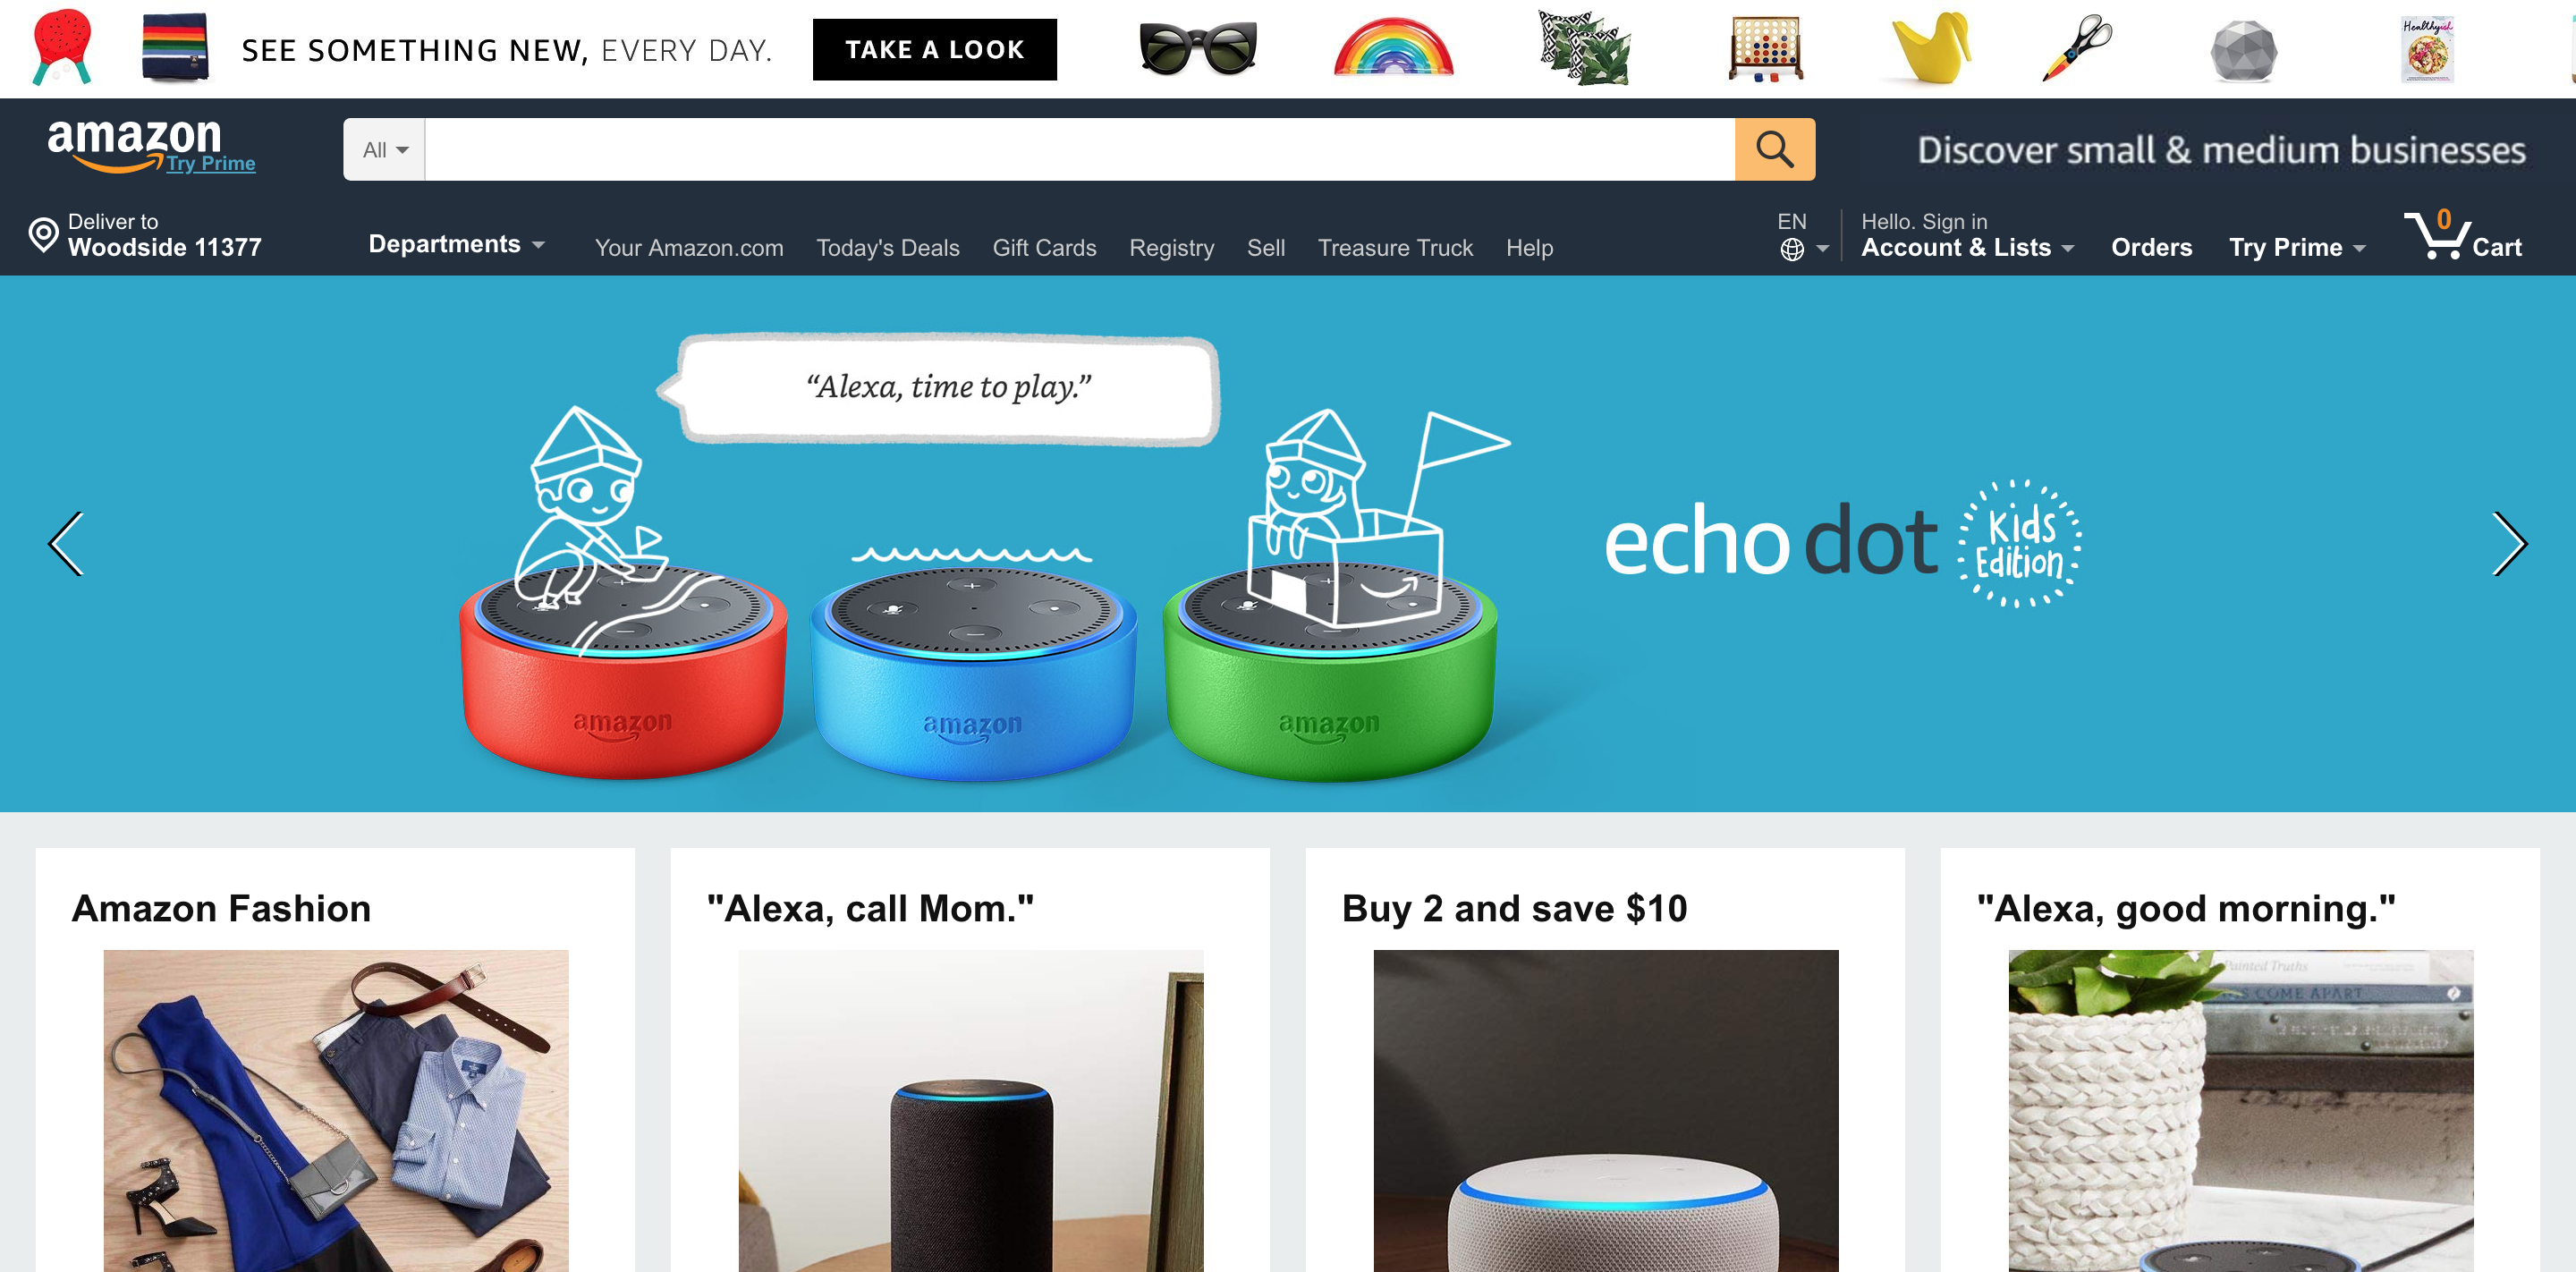 SEE SOMETHING NEW, EVERY DAY.
TAKE A LOOK
Healthyish
amazon
Try Prime
All
Discover small & medium businesses
Deliver to
Woodside 11377
Departments
Your Amazon.com
Today's Deals
Gift Cards
Registry
Sell
Treasure Truck
Help
EN
Hello. Sign in
Account & Lists
Orders
Try Prime
0
Cart
“Alexa, time to play.”
echo dot
Kids
Edition
amazon
amazon
amazon
Amazon Fashion
"Alexa, call Mom."
Buy 2 and save $10
"Alexa, good morning."
Painted Truths
COME APART